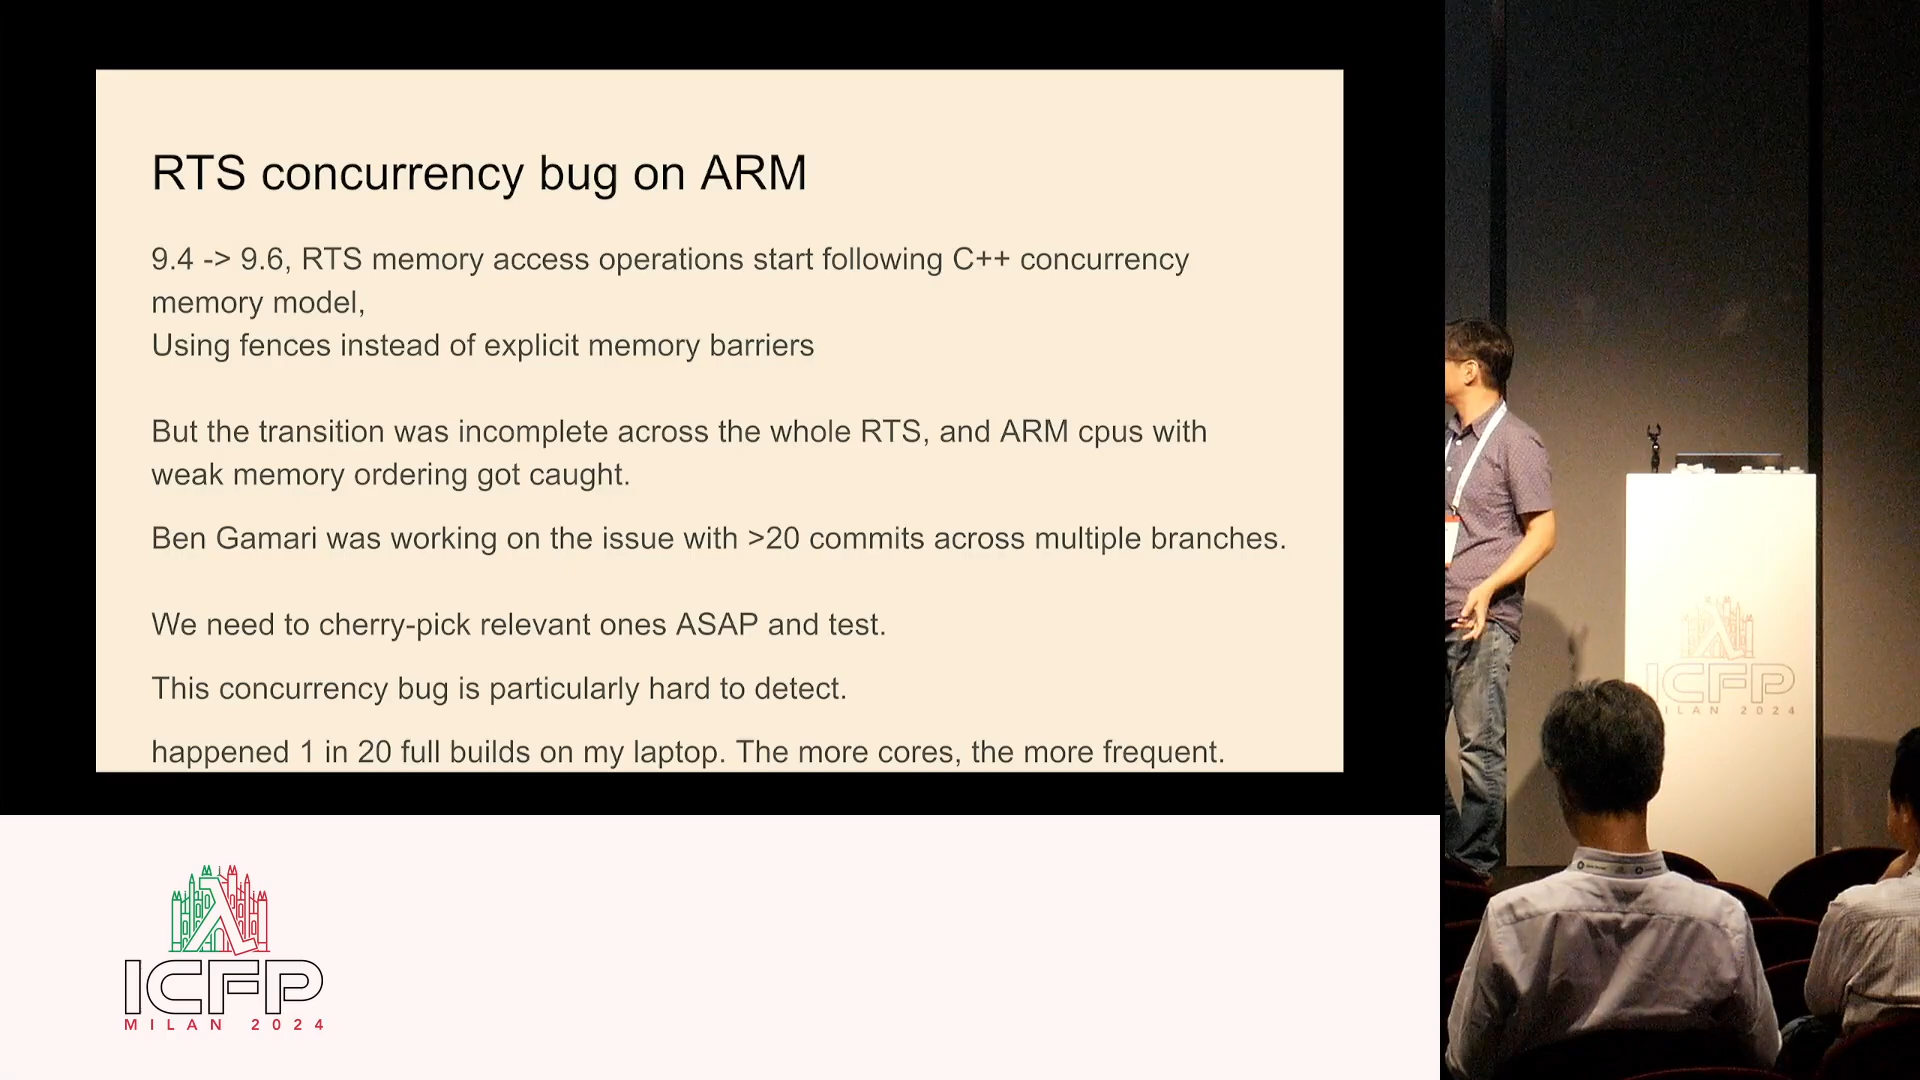 RTS concurrency bug on ARM
9.4 -> 9.6, RTS memory access operations start following C++ concurrency
memory model,
Using fences instead of explicit memory barriers
But the transition was incomplete across the whole RTS, and ARM cpus with
weak memory ordering got caught.
Ben Gamari was working on the issue with >20 commits across multiple branches.
We need to cherry-pick relevant ones ASAP and test.
This concurrency bug is particularly hard to detect.
happened 1 in 20 full builds on my laptop. The more cores, the more frequent.
ICFP
MILAN 2024
ICFP
MILAN 2024